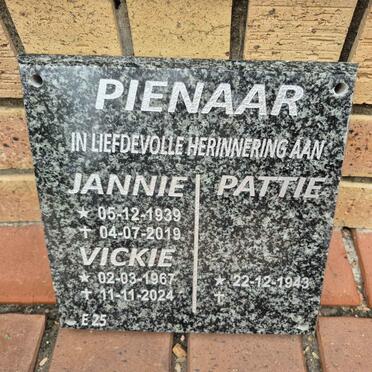 PIENAAR
IN LIEFDEVOLLE HERINNERING AAN
JANNIE
★ 05-12-1939
✝ 04-07-2019
VICKIE
★ 02-03-1967
✝ 11-11-2024
PATTIE
★ 22-12-1943
✝
E 25